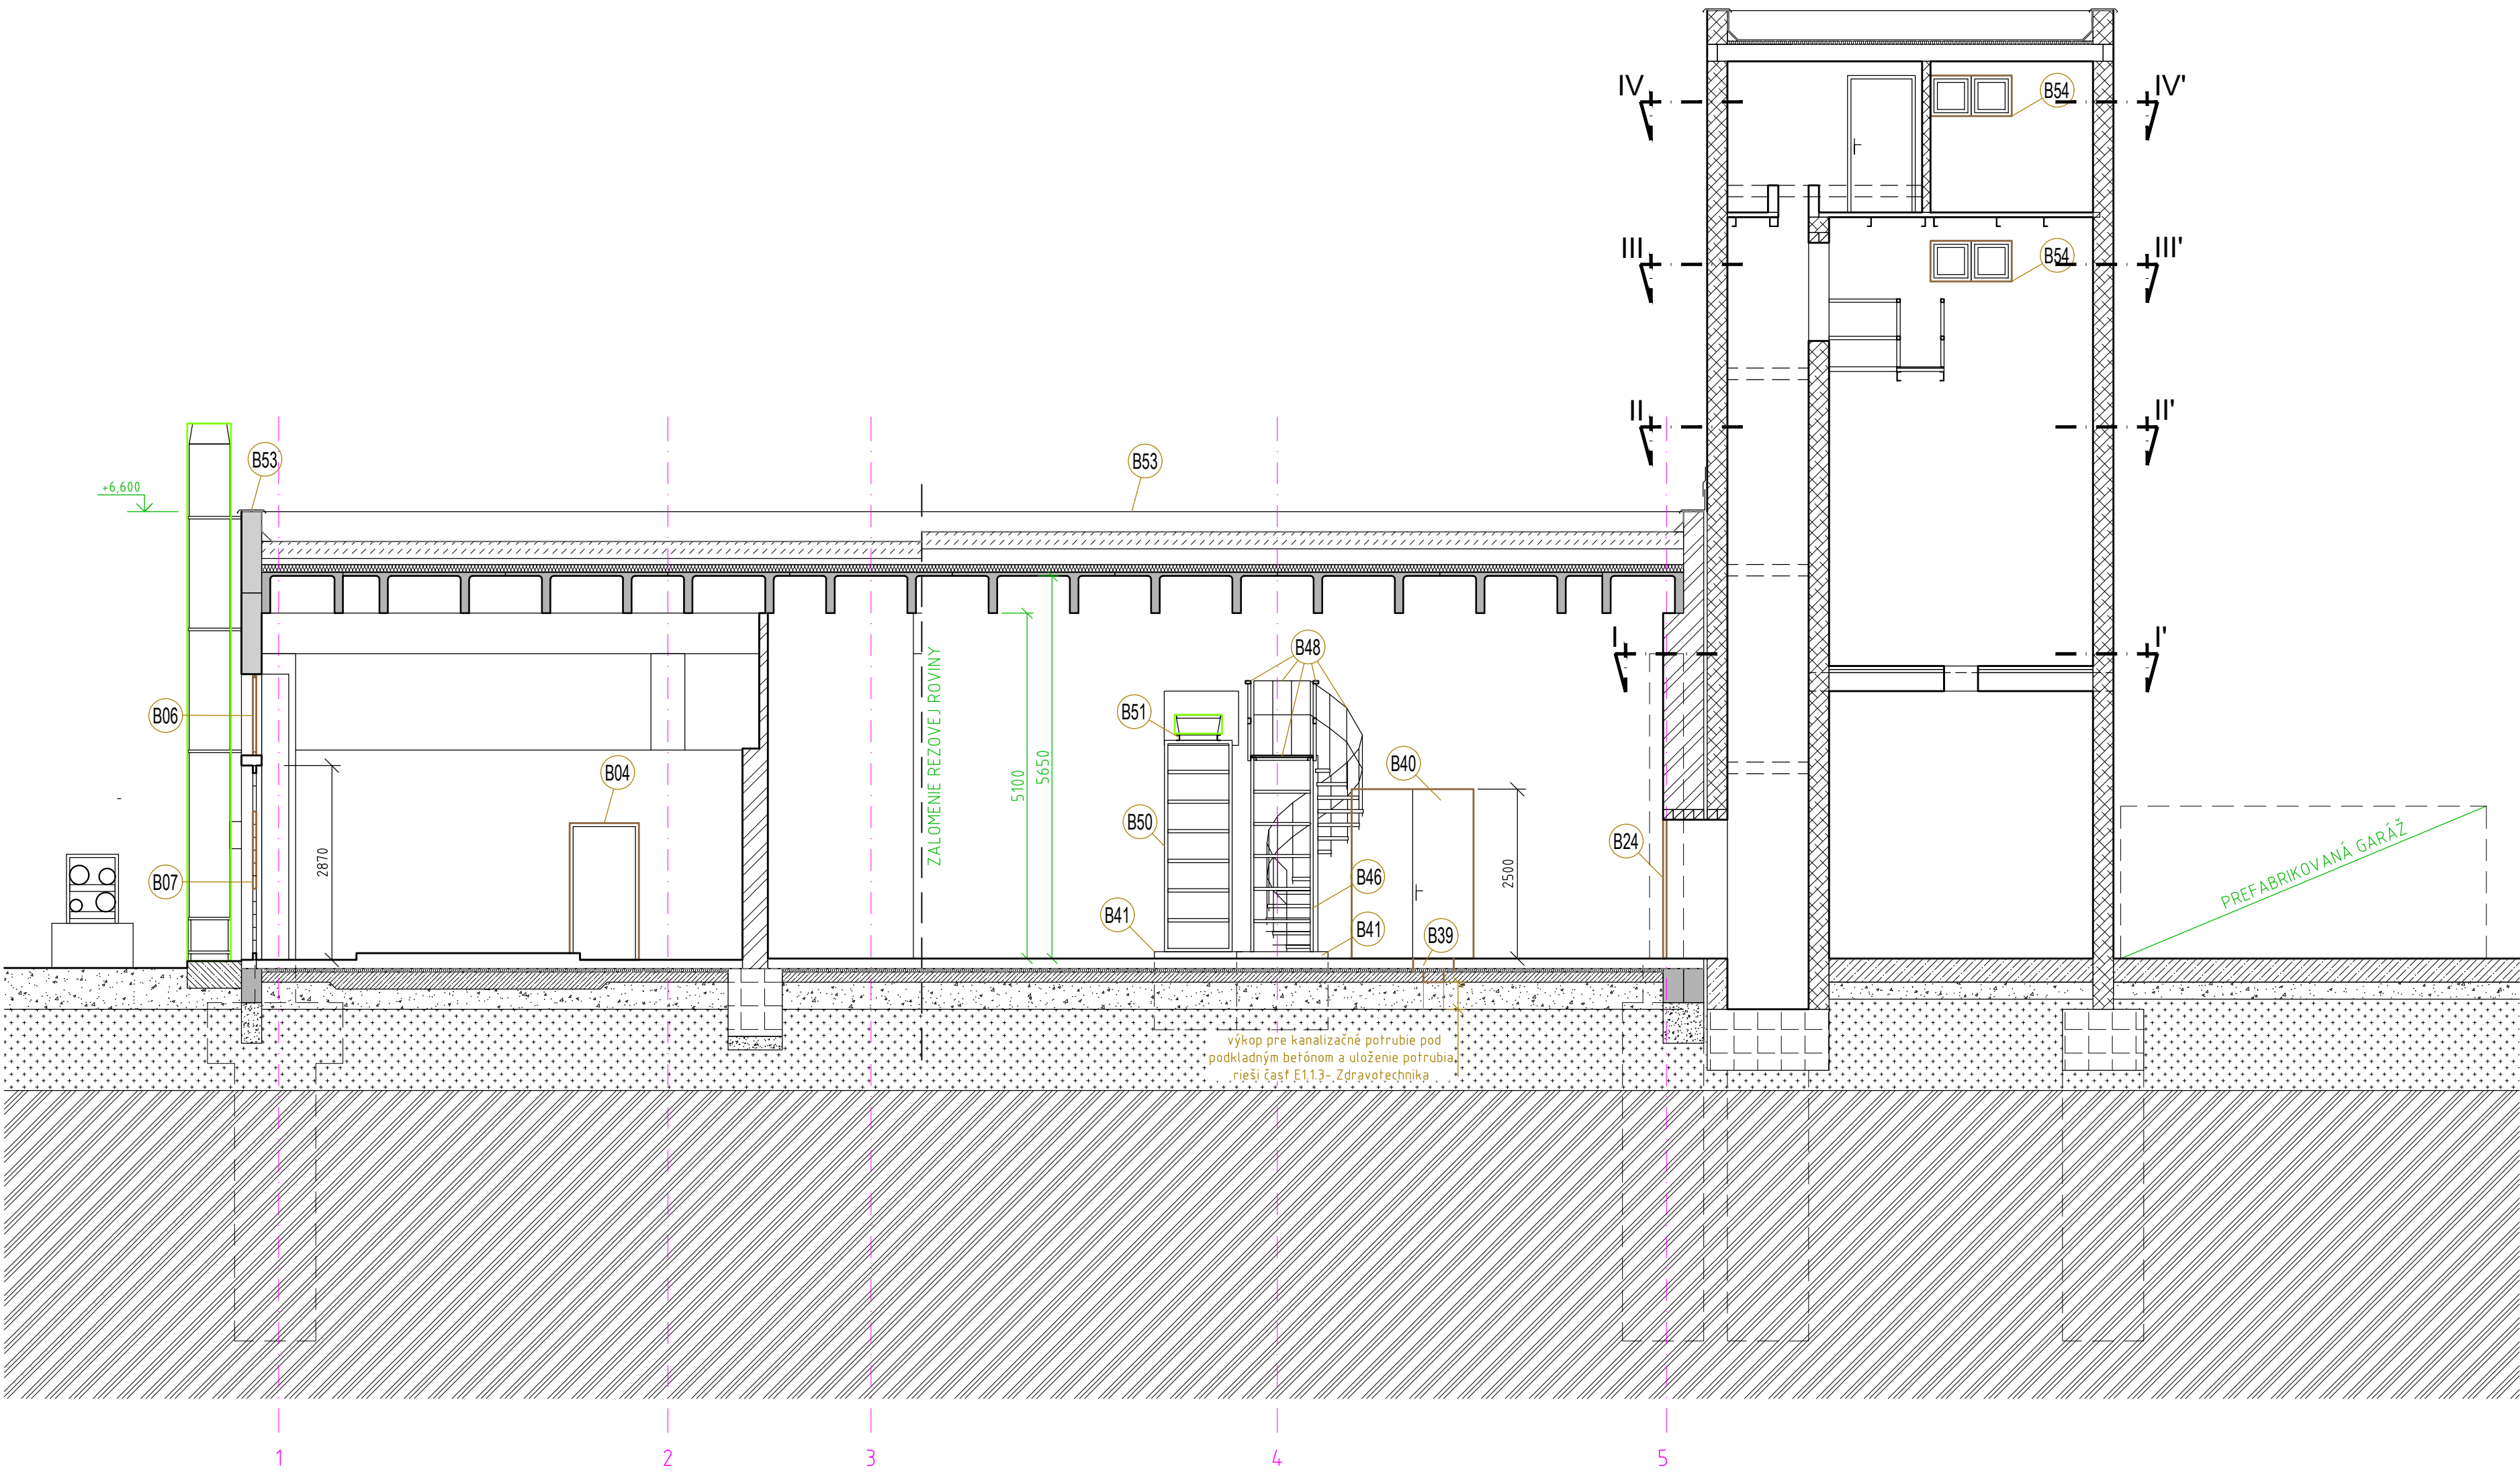 IV
IV'
B54
III
III'
B54
II
II'
B53
B53
+6,600
I
I'
B48
ZALOMENIE REZOVEJ ROVINY
B06
B51
5100
5650
B04
B40
B50
B24
2870
2500
PREFABRIKOVANÁ GARÁŽ
B07
B46
B41
B41
B39
výkop pre kanalizačné potrubie pod
podkladným betónom a uloženie potrubia
rieši časť E1.1.3- Zdravotechnika
1
2
3
4
5